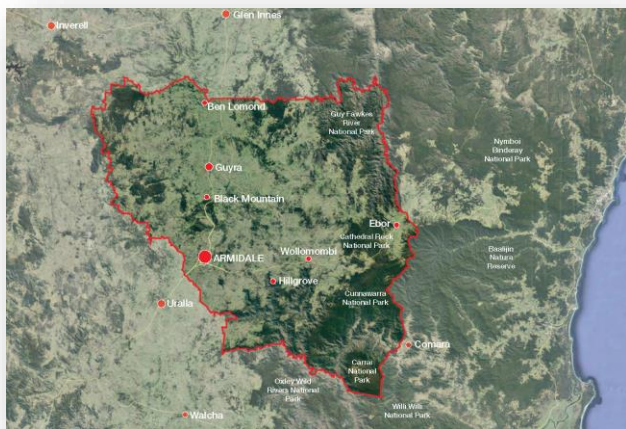 Glen Innes
Inverell
Ben Lomond
Guy Fawkes
River
National Park
Nymboi
Binderay
National Park
Guyra
Black Mountain
Ebor
Cathedral Rock
National Park
Wollomombi
ARMIDALE
Hillgrove
Nature
Reserve
Cunnawarra
National Park
Uralla
Comara
Carrai
National
Park
Oxley Wild
Rivers National
Park
Willi Willi
National Park
Walcha